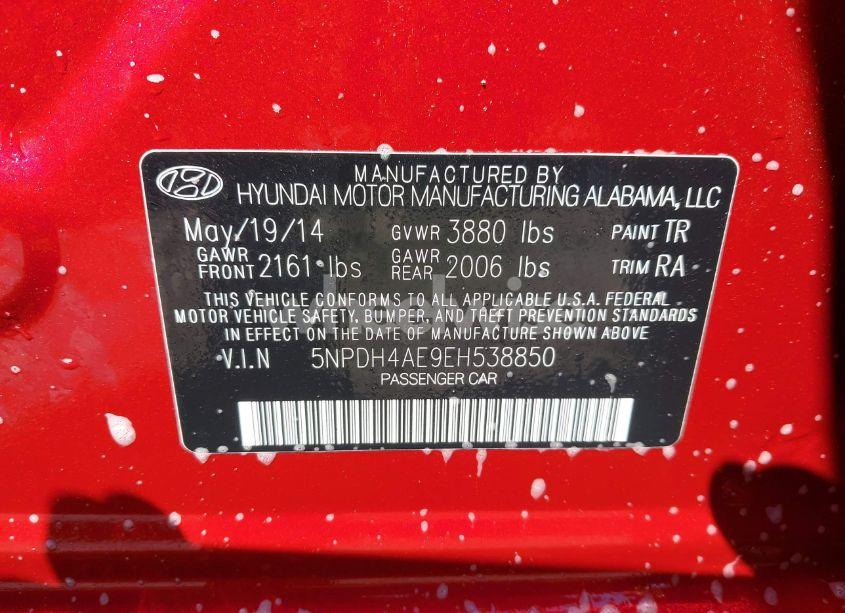 MANUFACTURED BY
HYUNDAI MOTOR MANUFACTURING ALABAMA, LLC
May/19/14 GVWR 3880 lbs PAINT TR
GAWR FRONT 2161 lbs GAWR REAR 2006 lbs TRIM RA
THIS VEHICLE CONFORMS TO ALL APPLICABLE U.S.A. FEDERAL
MOTOR VEHICLE SAFETY, BUMPER, AND THEFT PREVENTION STANDARDS
IN EFFECT ON THE DATE OF MANUFACTURE SHOWN ABOVE.
V.I.N 5NPDH4AE9EH538850
PASSENGER CAR